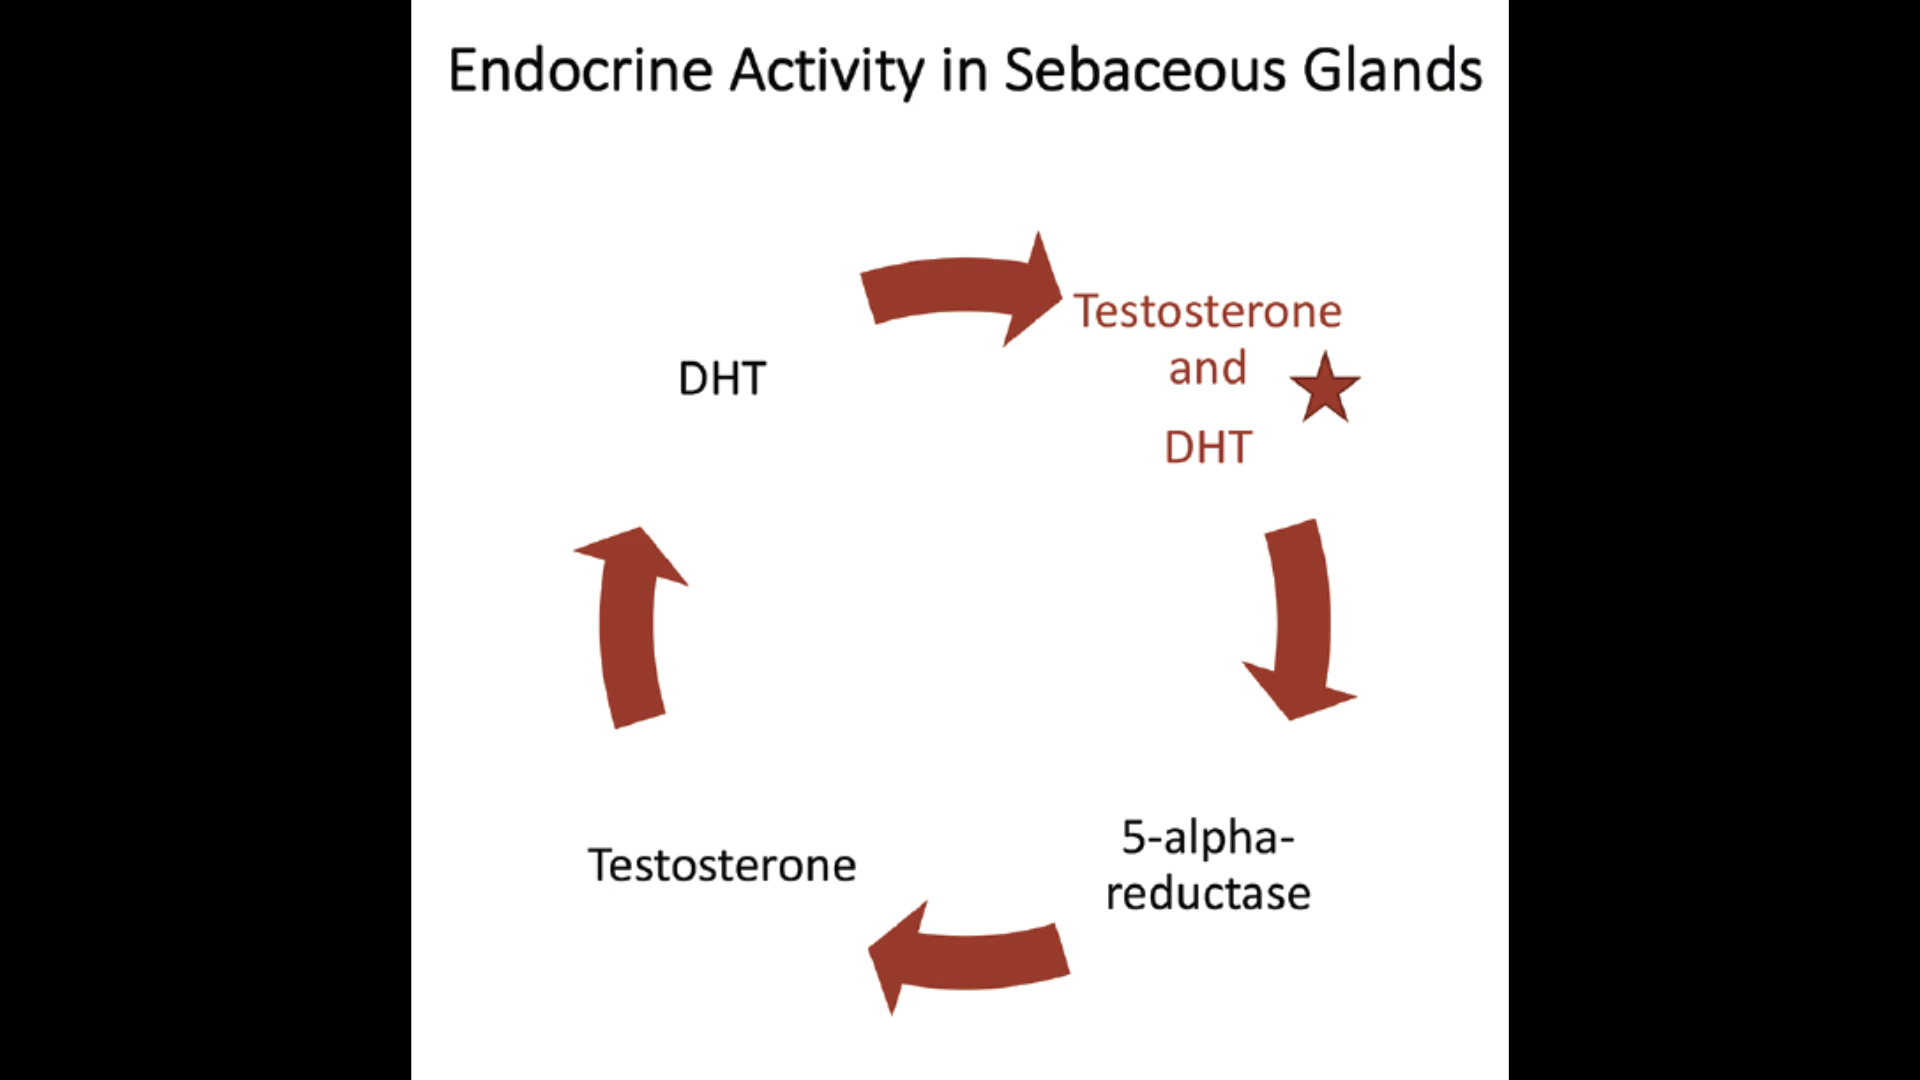 Endocrine Activity in Sebaceous Glands
DHT
Testosterone
and
DHT
5-alpha-
reductase
Testosterone